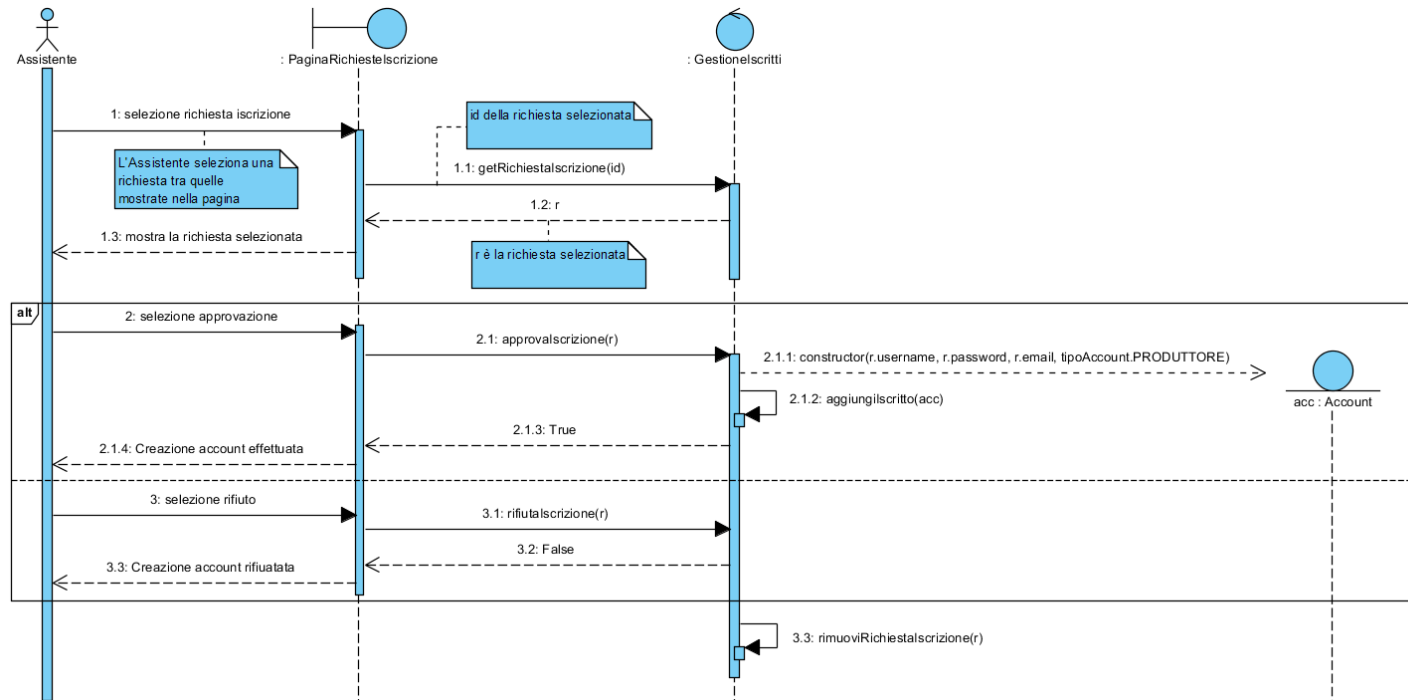 Assistente
: PaginaRichiesteIscrizione
: GestioneIscritti
1: selezione richiesta iscrizione
id della richiesta selezionata
L'Assistente seleziona una
richiesta tra quelle
mostrate nella pagina
1.1: getRichiestaIscrizione(id)
1.2: r
1.3: mostra la richiesta selezionata
r è la richiesta selezionata
alt
2: selezione approvazione
2.1: approvaIscrizione(r)
2.1.1: constructor(r.username, r.password, r.email, tipoAccount.PRODUTTORE)
acc : Account
2.1.2: aggiungiIscritto(acc)
2.1.3: True
2.1.4: Creazione account effettuata
3: selezione rifiuto
3.1: rifiutaIscrizione(r)
3.2: False
3.3: Creazione account rifiuatata
3.3: rimuoviRichiestaIscrizione(r)